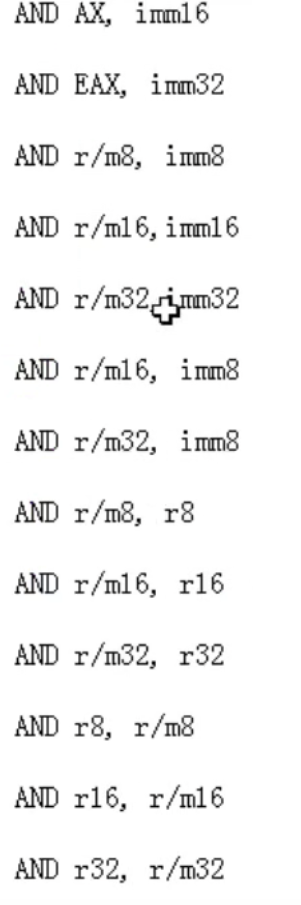 AND AX, imm16
AND EAX, imm32
AND r/m8, imm8
AND r/m16,imm16
AND r/m32,imm32
AND r/m16, imm8
AND r/m32, imm8
AND r/m8, r8
AND r/m16, r16
AND r/m32, r32
AND r8, r/m8
AND r16, r/m16
AND r32, r/m32